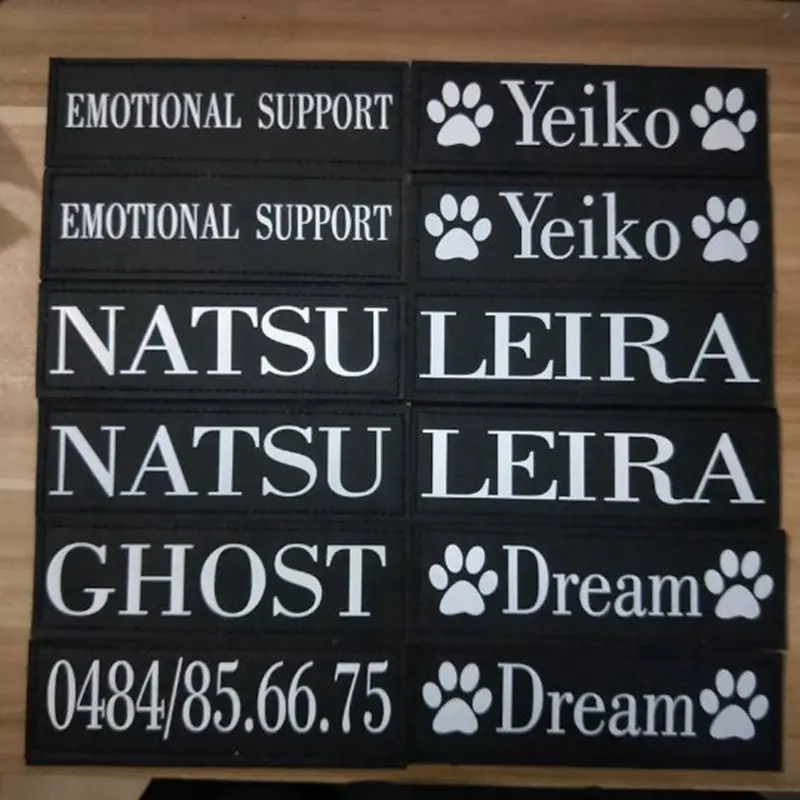 EMOTIONAL SUPPORT
Yeiko
EMOTIONAL SUPPORT
Yeiko
NATSU
LEIRA
NATSU
LEIRA
GHOST
Dream
0484/85.66.75
Dream